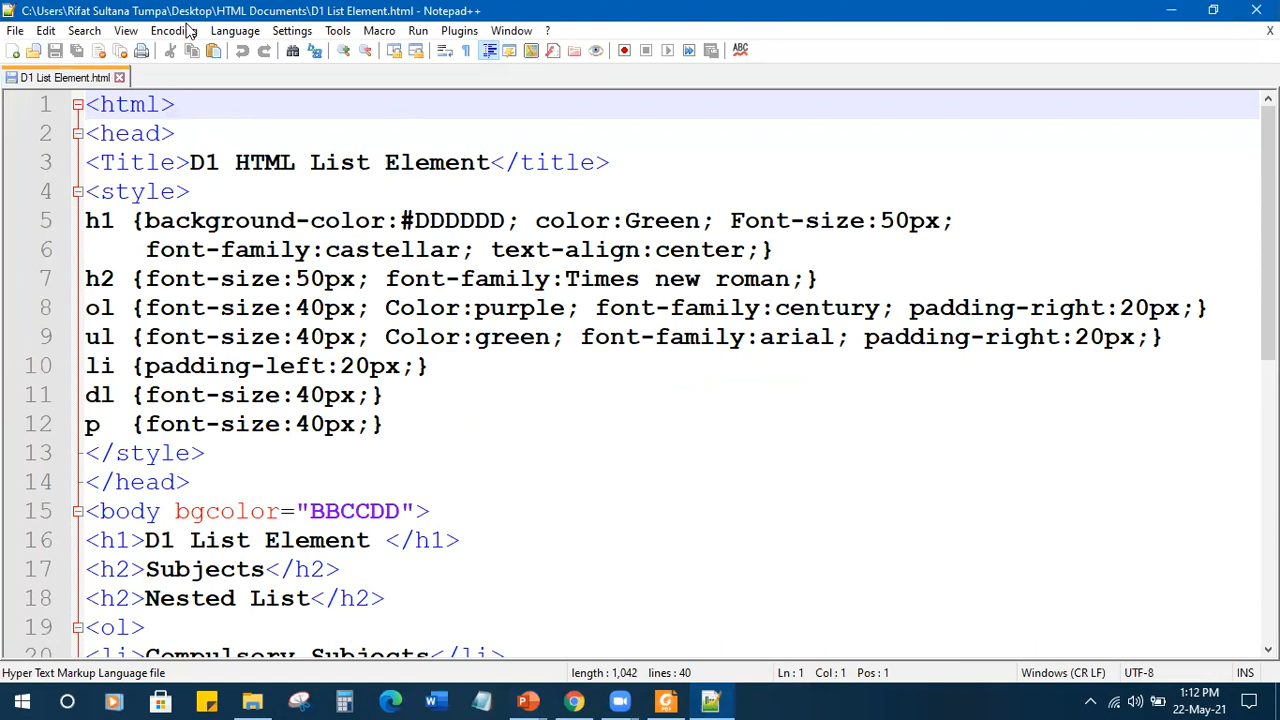 C:\Users\Rifat Sultana Tumpa\Desktop\HTML Documents\D1 List Element.html - Notepad++
File Edit Search View Encoding Language Settings Tools Macro Run Plugins Window ? X
ABC
D1 List Element.html
1 <html>
2 <head>
3 <Title>D1 HTML List Element</title>
4 <style>
5 h1 {background-color:#DDDDDD; color:Green; Font-size:50px;
6 font-family:castellar; text-align:center;}
7 h2 {font-size:50px; font-family:Times new roman;}
8 ol {font-size:40px; Color:purple; font-family:century; padding-right:20px;}
9 ul {font-size:40px; Color:green; font-family:arial; padding-right:20px;}
10 li {padding-left:20px;}
11 dl {font-size:40px;}
12 p {font-size:40px;}
13 </style>
14 </head>
15 <body bgcolor="BBCCDD">
16 <h1>D1 List Element </h1>
17 <h2>Subjects</h2>
18 <h2>Nested List</h2>
19 <ol>
20 <li>Compulsory Subjects</li>
Hyper Text Markup Language file length : 1,042 lines : 40 Ln : 1 Col : 1 Pos : 1 Windows (CR LF) UTF-8 INS
1:12 PM
22-May-21